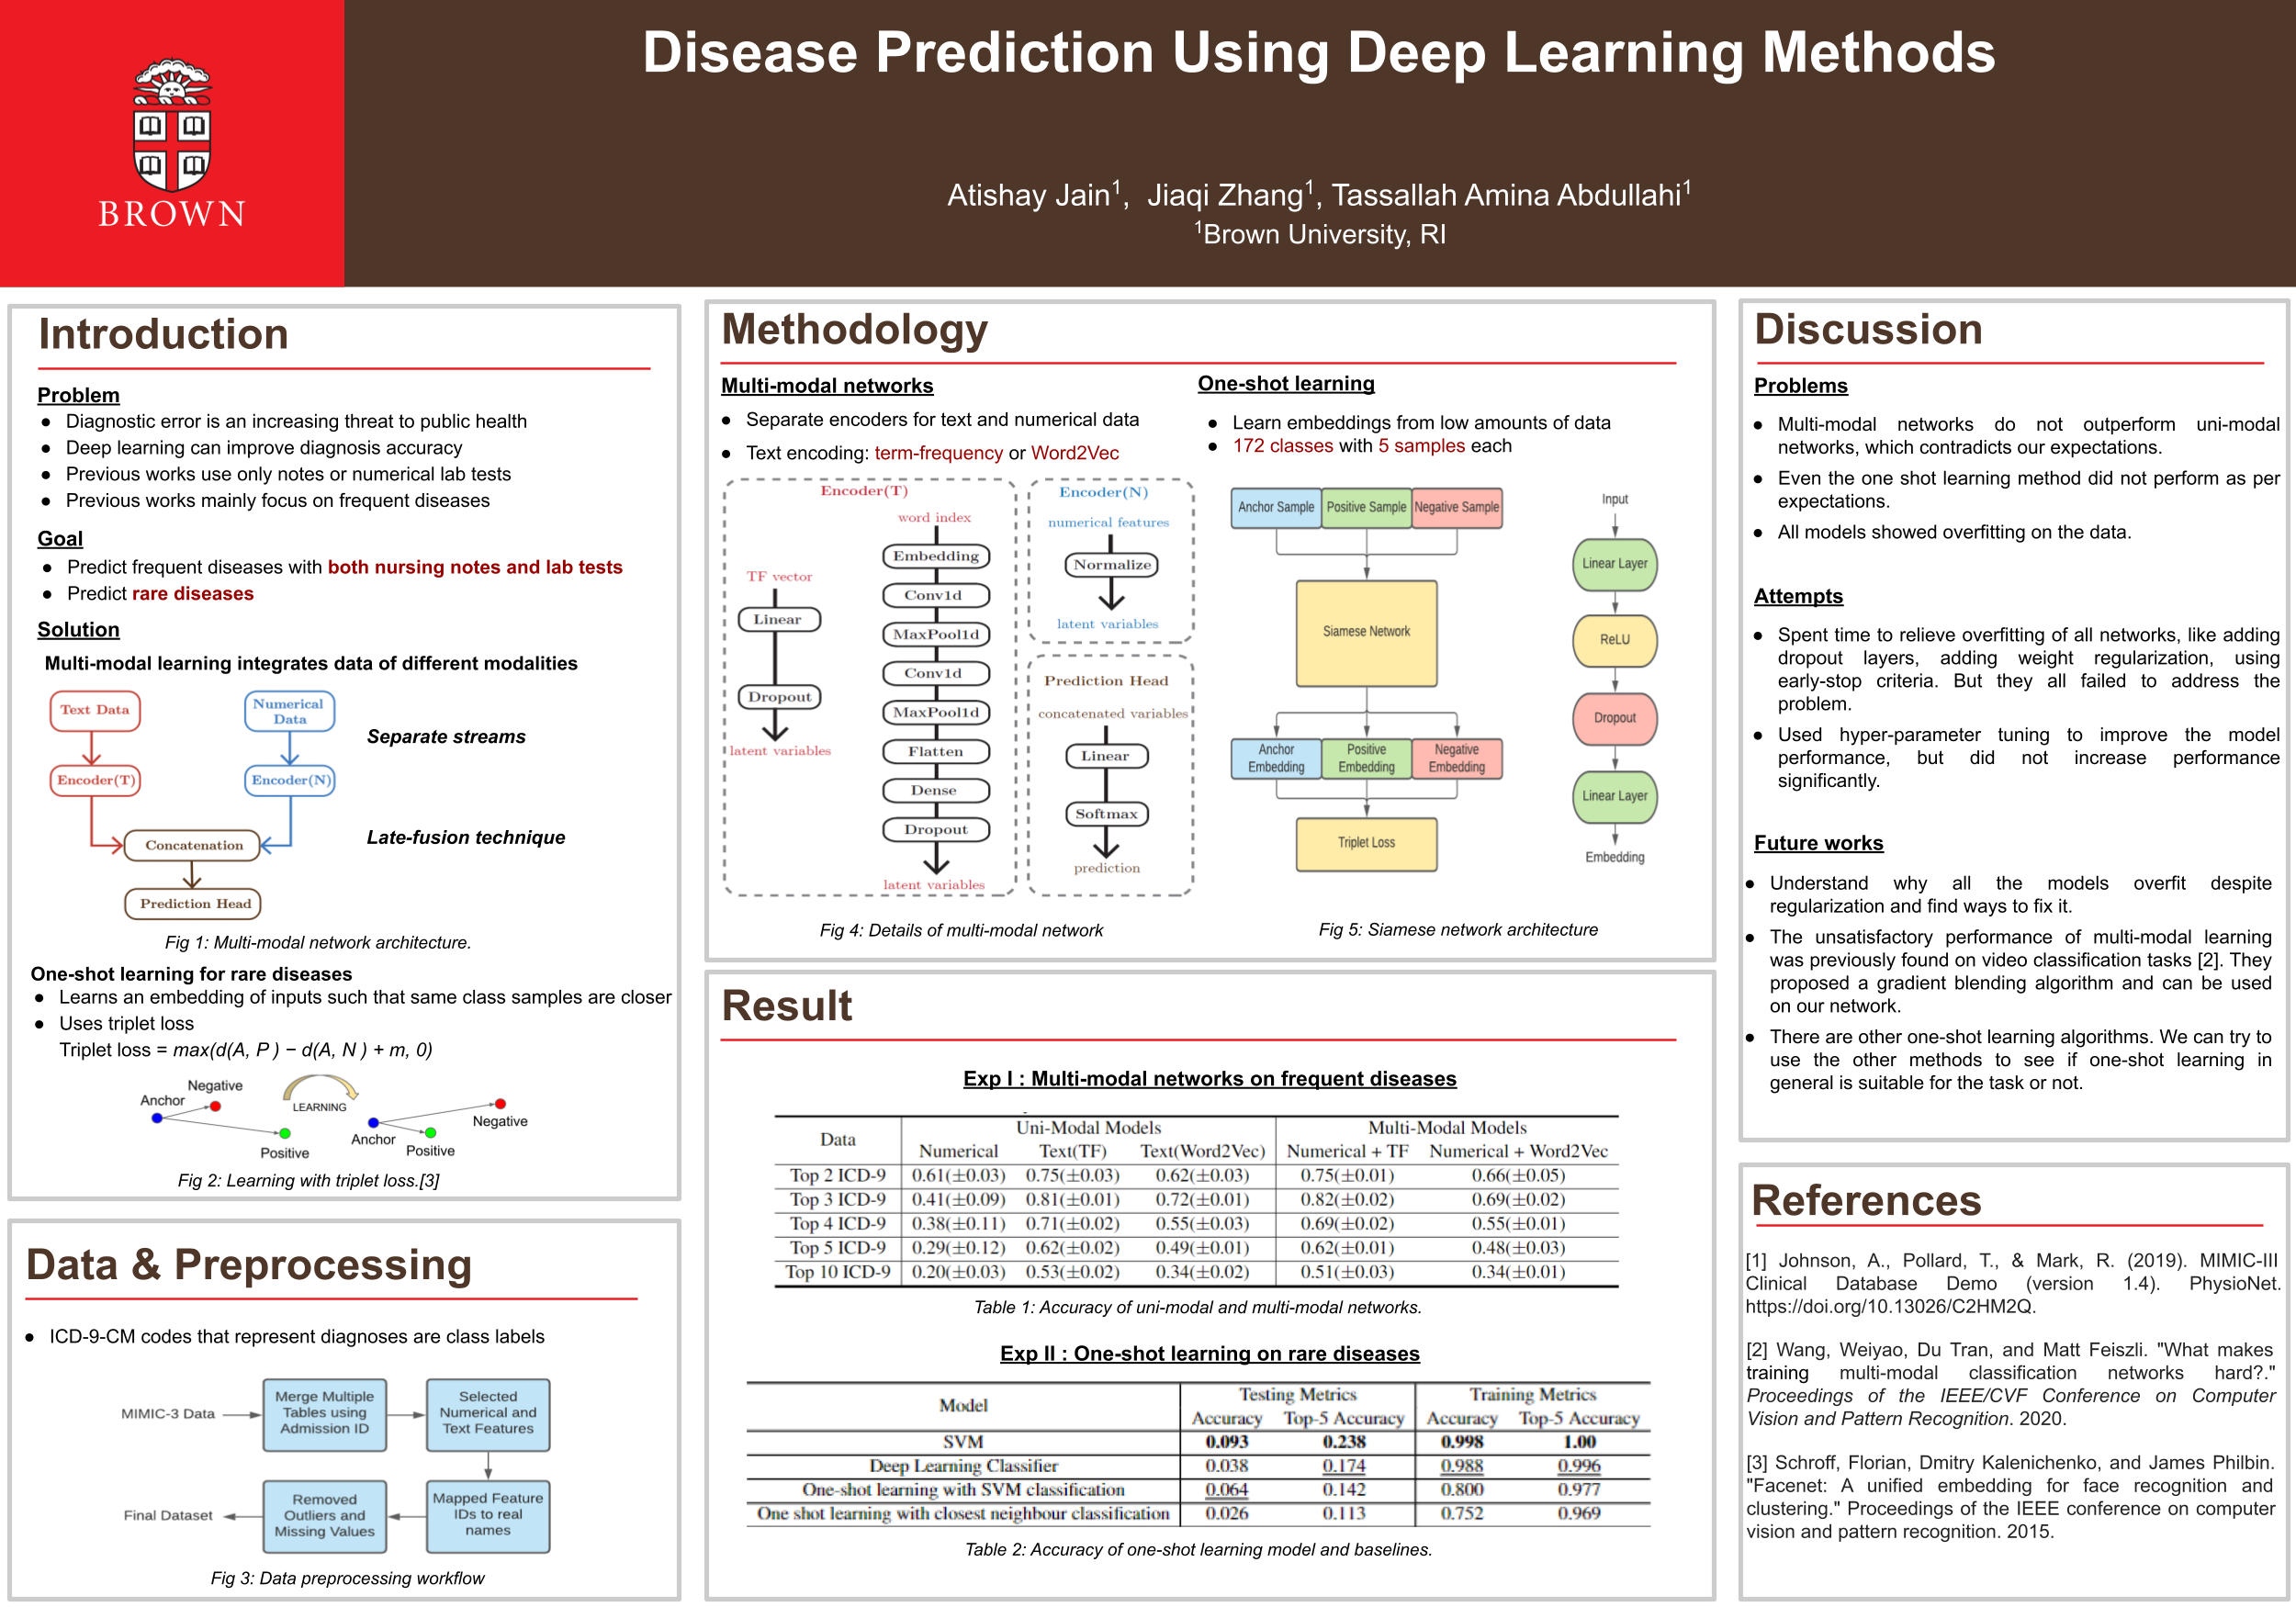 BROWN
Disease Prediction Using Deep Learning Methods
Atishay Jain1, Jiaqi Zhang1, Tassallah Amina Abdullahi1
1Brown University, RI
Introduction
Problem
● Diagnostic error is an increasing threat to public health
● Deep learning can improve diagnosis accuracy
● Previous works use only notes or numerical lab tests
● Previous works mainly focus on frequent diseases
Goal
● Predict frequent diseases with both nursing notes and lab tests
● Predict rare diseases
Solution
Multi-modal learning integrates data of different modalities
Text Data
Numerical
Data
Separate streams
Encoder(T)
Encoder(N)
Late-fusion technique
Concatenation
Prediction Head
Fig 1: Multi-modal network architecture.
One-shot learning for rare diseases
● Learns an embedding of inputs such that same class samples are closer
● Uses triplet loss
Triplet loss = max(d(A, P ) − d(A, N ) + m, 0)
Negative
Anchor
Positive
LEARNING
Negative
Anchor
Positive
Fig 2: Learning with triplet loss.[3]
Data & Preprocessing
● ICD-9-CM codes that represent diagnoses are class labels
MIMIC-3 Data
Merge Multiple
Tables using
Admission ID
Selected
Numerical and
Text Features
Final Dataset
Removed
Outliers and
Missing Values
Mapped Feature
IDs to real
names
Fig 3: Data preprocessing workflow
Methodology
Multi-modal networks
● Separate encoders for text and numerical data
● Text encoding: term-frequency or Word2Vec
Encoder(T)
TF vector
Linear
Dropout
latent variables
word index
Embedding
Conv1d
MaxPool1d
Conv1d
MaxPool1d
Flatten
Dense
Dropout
latent variables
Encoder(N)
numerical features
Normalize
latent variables
Prediction Head
concatenated variables
Linear
Softmax
prediction
Fig 4: Details of multi-modal network
One-shot learning
● Learn embeddings from low amounts of data
● 172 classes with 5 samples each
Anchor Sample
Positive Sample
Negative Sample
Siamese Network
Anchor
Embedding
Positive
Embedding
Negative
Embedding
Triplet Loss
Input
Linear Layer
ReLU
Dropout
Linear Layer
Embedding
Fig 5: Siamese network architecture
Result
Exp I : Multi-modal networks on frequent diseases
Data Uni-Modal Models Multi-Modal Models
Numerical Text(TF) Text(Word2Vec) Numerical + TF Numerical + Word2Vec
Top 2 ICD-9 0.61(±0.03) 0.75(±0.03) 0.62(±0.03) 0.75(±0.01) 0.66(±0.05)
Top 3 ICD-9 0.41(±0.09) 0.81(±0.01) 0.72(±0.01) 0.82(±0.02) 0.69(±0.02)
Top 4 ICD-9 0.38(±0.11) 0.71(±0.02) 0.55(±0.03) 0.69(±0.02) 0.55(±0.01)
Top 5 ICD-9 0.29(±0.12) 0.62(±0.02) 0.49(±0.01) 0.62(±0.01) 0.48(±0.03)
Top 10 ICD-9 0.20(±0.03) 0.53(±0.02) 0.34(±0.02) 0.51(±0.03) 0.34(±0.01)
Table 1: Accuracy of uni-modal and multi-modal networks.
Exp II : One-shot learning on rare diseases
Model Testing Metrics Training Metrics
Accuracy Top-5 Accuracy Accuracy Top-5 Accuracy
SVM 0.093 0.238 0.998 1.00
Deep Learning Classifier 0.038 0.174 0.988 0.996
One-shot learning with SVM classification 0.064 0.142 0.800 0.977
One shot learning with closest neighbour classification 0.026 0.113 0.752 0.969
Table 2: Accuracy of one-shot learning model and baselines.
Discussion
Problems
● Multi-modal networks do not outperform uni-modal
networks, which contradicts our expectations.
● Even the one shot learning method did not perform as per
expectations.
● All models showed overfitting on the data.
Attempts
● Spent time to relieve overfitting of all networks, like adding
dropout layers, adding weight regularization, using
early-stop criteria. But they all failed to address the
problem.
● Used hyper-parameter tuning to improve the model
performance, but did not increase performance
significantly.
Future works
● Understand why all the models overfit despite
regularization and find ways to fix it.
● The unsatisfactory performance of multi-modal learning
was previously found on video classification tasks [2]. They
proposed a gradient blending algorithm and can be used
on our network.
● There are other one-shot learning algorithms. We can try to
use the other methods to see if one-shot learning in
general is suitable for the task or not.
References
[1] Johnson, A., Pollard, T., & Mark, R. (2019). MIMIC-III
Clinical Database Demo (version 1.4). PhysioNet.
https://doi.org/10.13026/C2HM2Q.
[2] Wang, Weiyao, Du Tran, and Matt Feiszli. "What makes
training multi-modal classification networks hard?."
Proceedings of the IEEE/CVF Conference on Computer
Vision and Pattern Recognition. 2020.
[3] Schroff, Florian, Dmitry Kalenichenko, and James Philbin.
"Facenet: A unified embedding for face recognition and
clustering." Proceedings of the IEEE conference on computer
vision and pattern recognition. 2015.